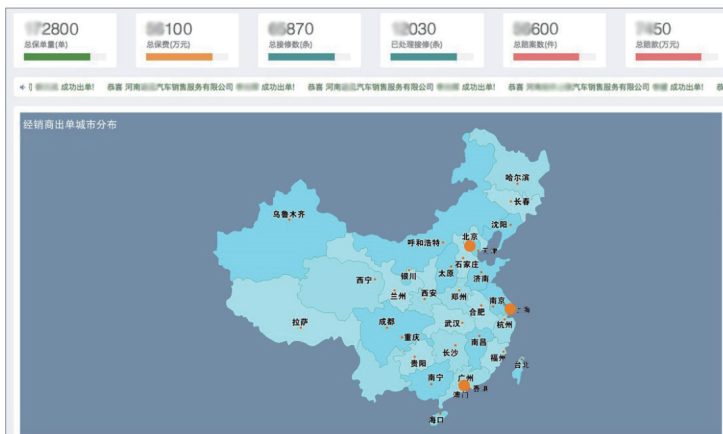 2800
100
870
030
600
450
总保单量(单)
总保费(万元)
总接修数(条)
已处理接修(条)
总赔案数(件)
总赔款(万元)
成功出单! 恭喜 河南 汽车销售服务有限公司 成功出单! 恭喜 河南 汽车销售服务有限公司 成功出单! 恭喜 河南 汽车销售服务有限公司 成功出单!
经销商出单城市分布
哈尔滨
长春
乌鲁木齐
沈阳
呼和浩特
北京
石家庄
太原
银川
西宁
济南
兰州
西安
郑州
南京
合肥
海
拉萨
成都
武汉
杭州
重庆
南昌
长沙
贵阳
福州
台北
南宁
广州
澳门
海口